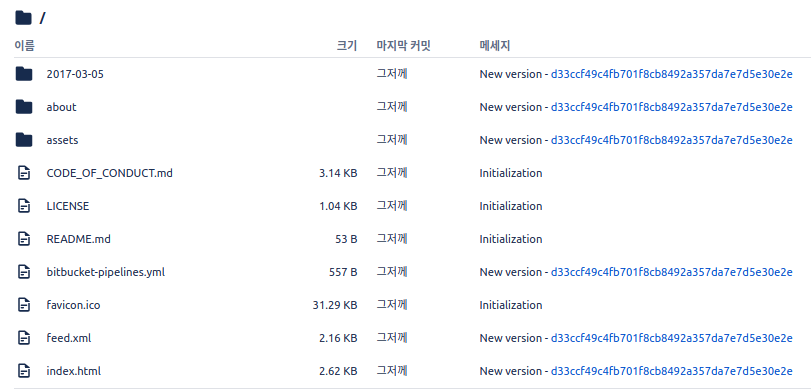 /
이름 크기 마지막 커밋 메세지
2017-03-05 그저께 New version - d33ccf49c4fb701f8cb8492a357da7e7d5e30e2e
about 그저께 New version - d33ccf49c4fb701f8cb8492a357da7e7d5e30e2e
assets 그저께 New version - d33ccf49c4fb701f8cb8492a357da7e7d5e30e2e
CODE_OF_CONDUCT.md 3.14 KB 그저께 Initialization
LICENSE 1.04 KB 그저께 Initialization
README.md 53 B 그저께 Initialization
bitbucket-pipelines.yml 557 B 그저께 New version - d33ccf49c4fb701f8cb8492a357da7e7d5e30e2e
favicon.ico 31.29 KB 그저께 Initialization
feed.xml 2.16 KB 그저께 New version - d33ccf49c4fb701f8cb8492a357da7e7d5e30e2e
index.html 2.62 KB 그저께 New version - d33ccf49c4fb701f8cb8492a357da7e7d5e30e2e